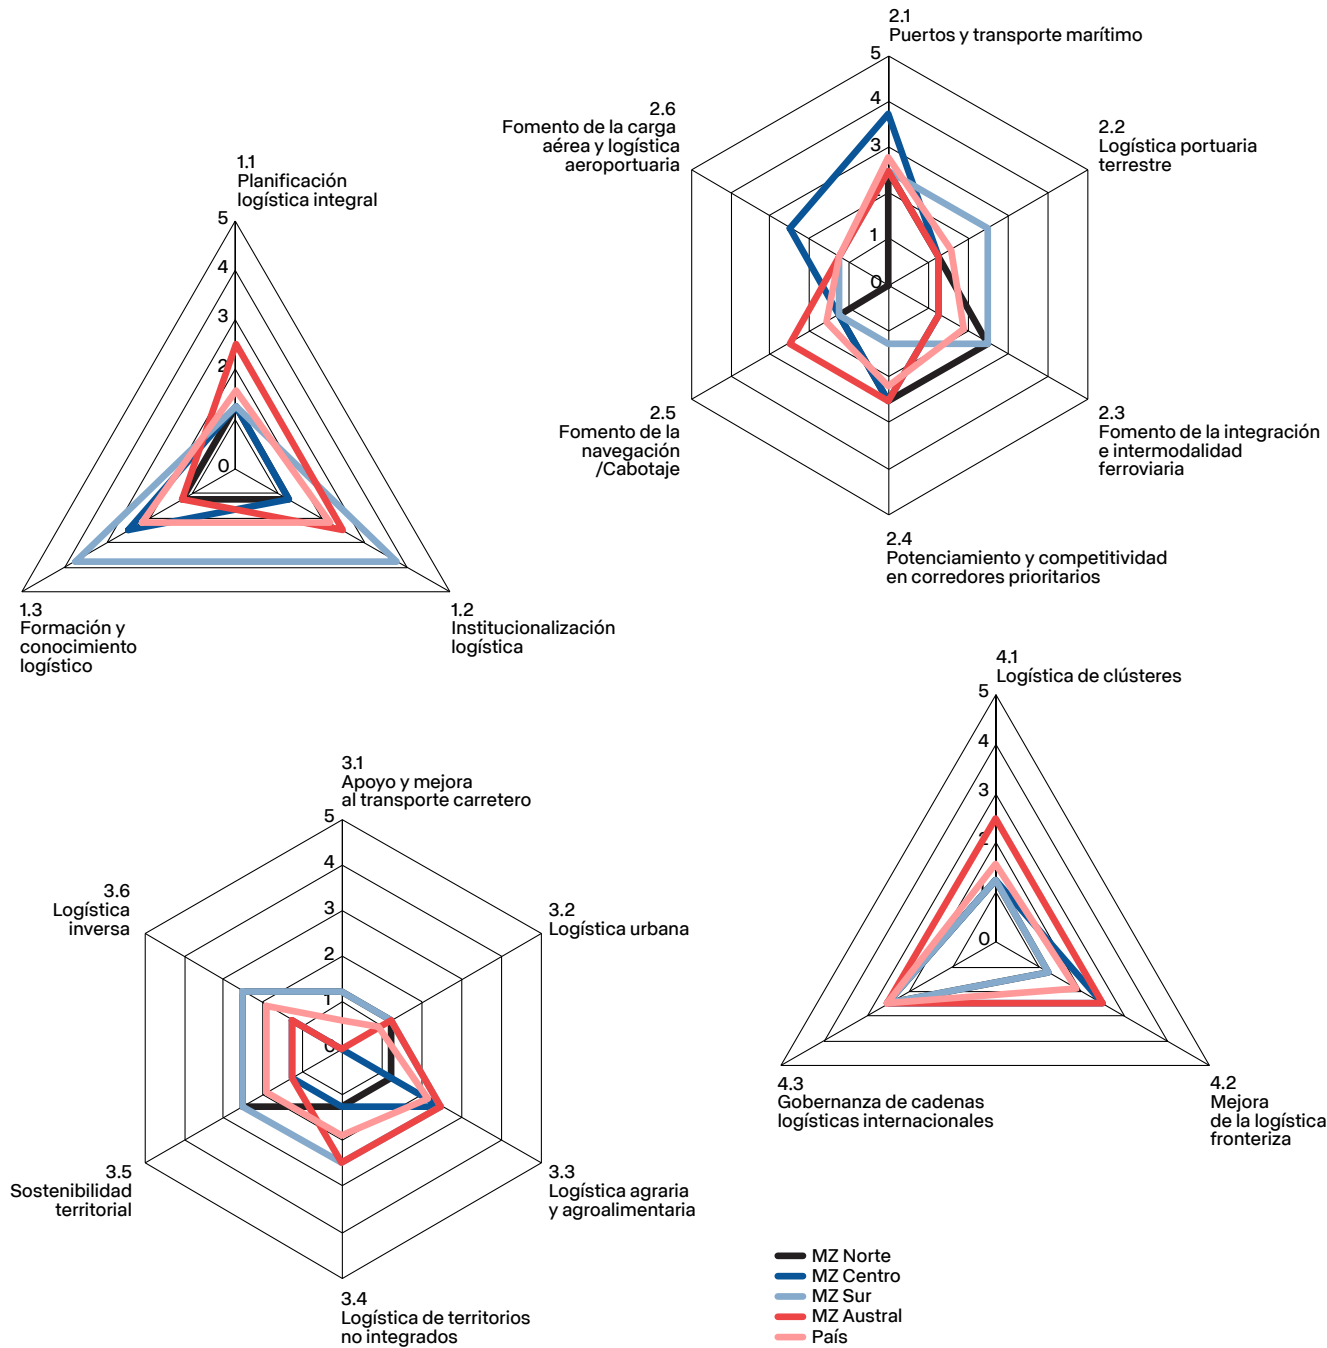 1.1
Planificación
logística integral
5
4
3
2
0
1.3
Formación y
conocimiento
logístico
1.2
Institucionalización
logística
2.1
Puertos y transporte marítimo
5
4
3
1
0
2.6
Fomento de la carga
aérea y logística
aeroportuaria
2.2
Logística portuaria
terrestre
2.5
Fomento de la
navegación
/Cabotaje
2.3
Fomento de la integración
e intermodalidad
ferroviaria
2.4
Potenciamiento y competitividad
en corredores prioritarios
3.1
Apoyo y mejora
al transporte carretero
5
4
3
2
1
0
3.6
Logística
inversa
3.2
Logística urbana
3.5
Sostenibilidad
territorial
3.3
Logística agraria
y agroalimentaria
3.4
Logística de territorios
no integrados
4.1
Logística de clústeres
5
4
3
2
0
4.3
Gobernanza de cadenas
logísticas internacionales
4.2
Mejora
de la logística
fronteriza
MZ Norte
MZ Centro
MZ Sur
MZ Austral
País